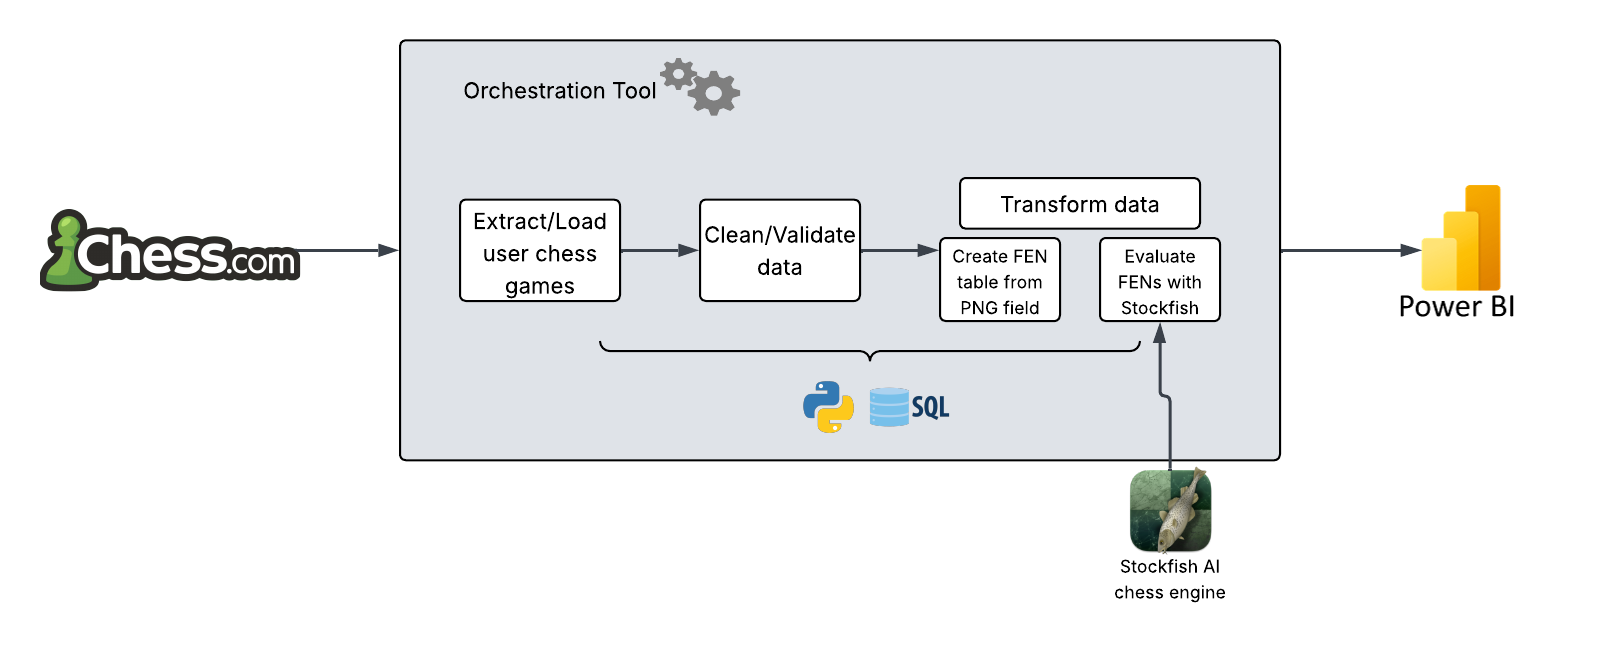 Orchestration Tool
Chess.com
Extract/Load
user chess
games
Clean/Validate
data
Transform data
Create FEN
table from
PNG field
Evaluate
FENs with
Stockfish
SQL
Power BI
Stockfish AI
chess engine